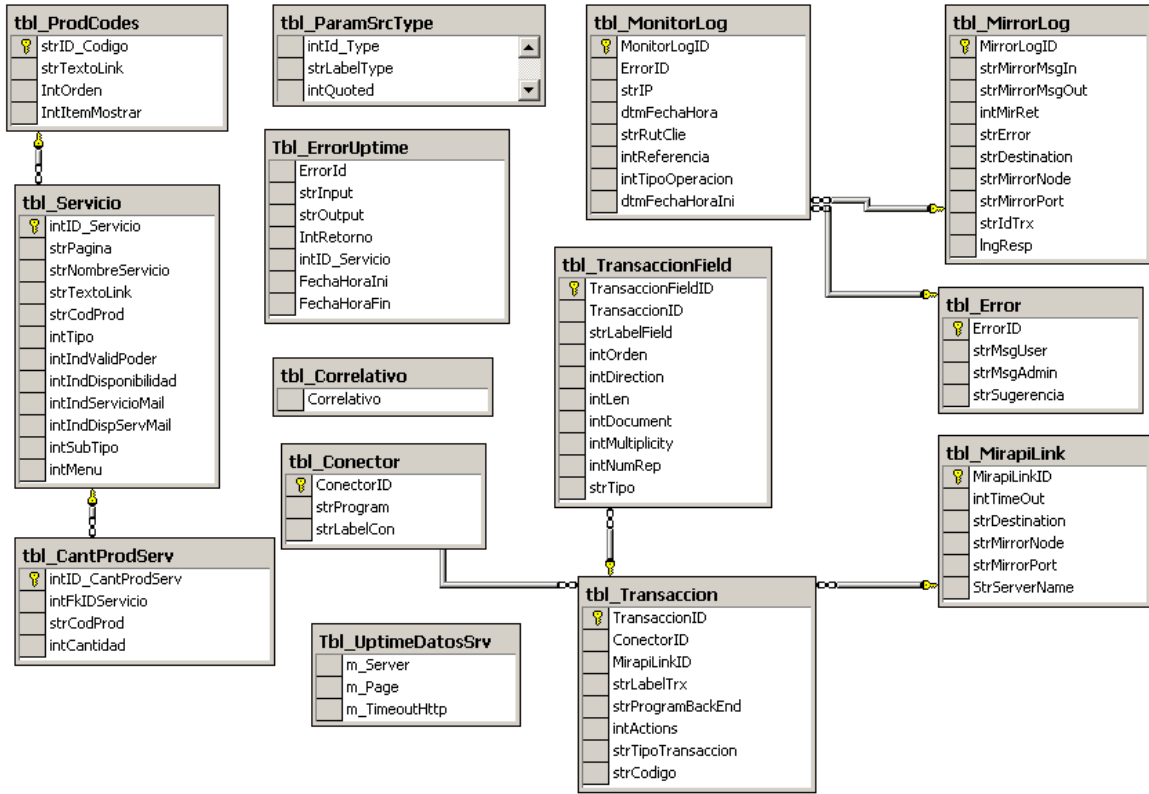 tbl_ProdCodes
strID_Codigo
strTextoLink
IntOrden
IntItemMostrar
tbl_Servicio
intID_Servicio
strPagina
strNombreServicio
strTextoLink
strCodProd
intTipo
intIndValidPoder
intIndDisponibilidad
intIndServicioMail
intIndDispServMail
intSubTipo
intMenu
tbl_CantProdServ
intID_CantProdServ
intFkIDServicio
strCodProd
intCantidad
tbl_ParamSrcType
intId_Type
strLabelType
intQuoted
Tbl_ErrorUptime
ErrorId
strInput
strOutput
IntRetorno
intID_Servicio
FechaHoraIni
FechaHoraFin
tbl_Correlativo
Correlativo
tbl_Conector
ConectorID
strProgram
strLabelCon
Tbl_UptimeDatosSrv
m_Server
m_Page
m_TimeoutHttp
tbl_MonitorLog
MonitorLogID
ErrorID
strIP
dtmFechaHora
strRutClie
intReferencia
intTipoOperacion
dtmFechaHoraIni
tbl_TransaccionField
TransaccionFieldID
TransaccionID
strLabelField
intOrden
intDirection
intLen
intDocument
intMultiplicity
intNumRep
strTipo
tbl_Transaccion
TransaccionID
ConectorID
MirapiLinkID
strLabelTrx
strProgramBackEnd
intActions
strTipoTransaccion
strCodigo
tbl_MirrorLog
MirrorLogID
strMirrorMsgIn
strMirrorMsgOut
intMirRet
strError
strDestination
strMirrorNode
strMirrorPort
strIdTrx
lngResp
tbl_Error
ErrorID
strMsgUser
strMsgAdmin
strSugerencia
tbl_MirapiLink
MirapiLinkID
intTimeOut
strDestination
strMirrorNode
strMirrorPort
StrServerName